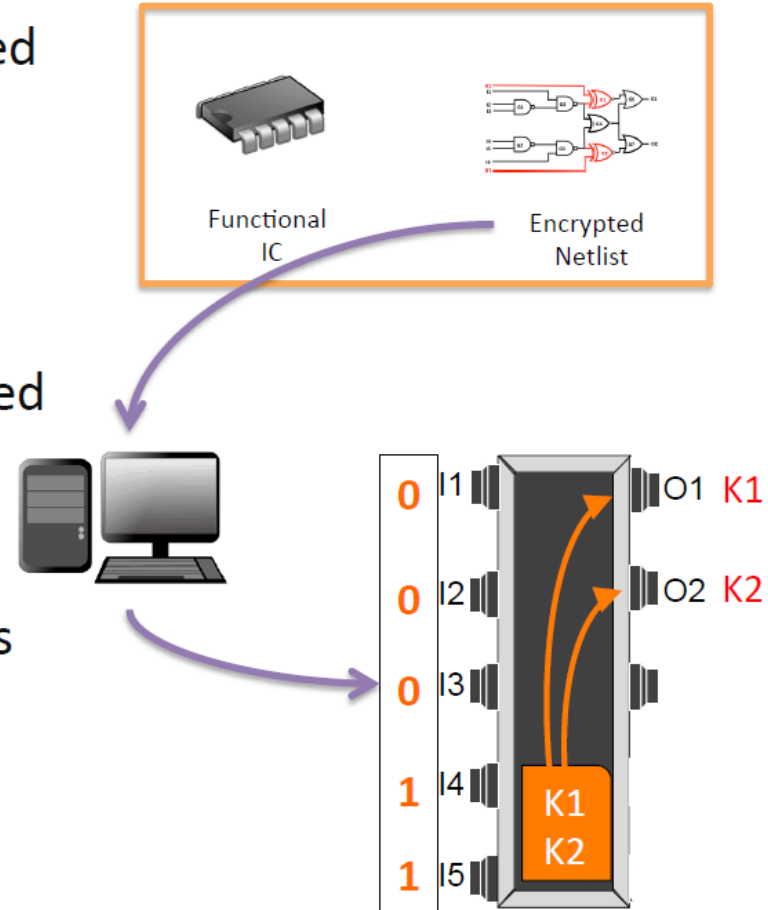 ed
Functional
IC
Encrypted
Netlist
ed
s
0 I1
0 I2
0 I3
1 I4
1 I5
K1
K2
O1 K1
O2 K2